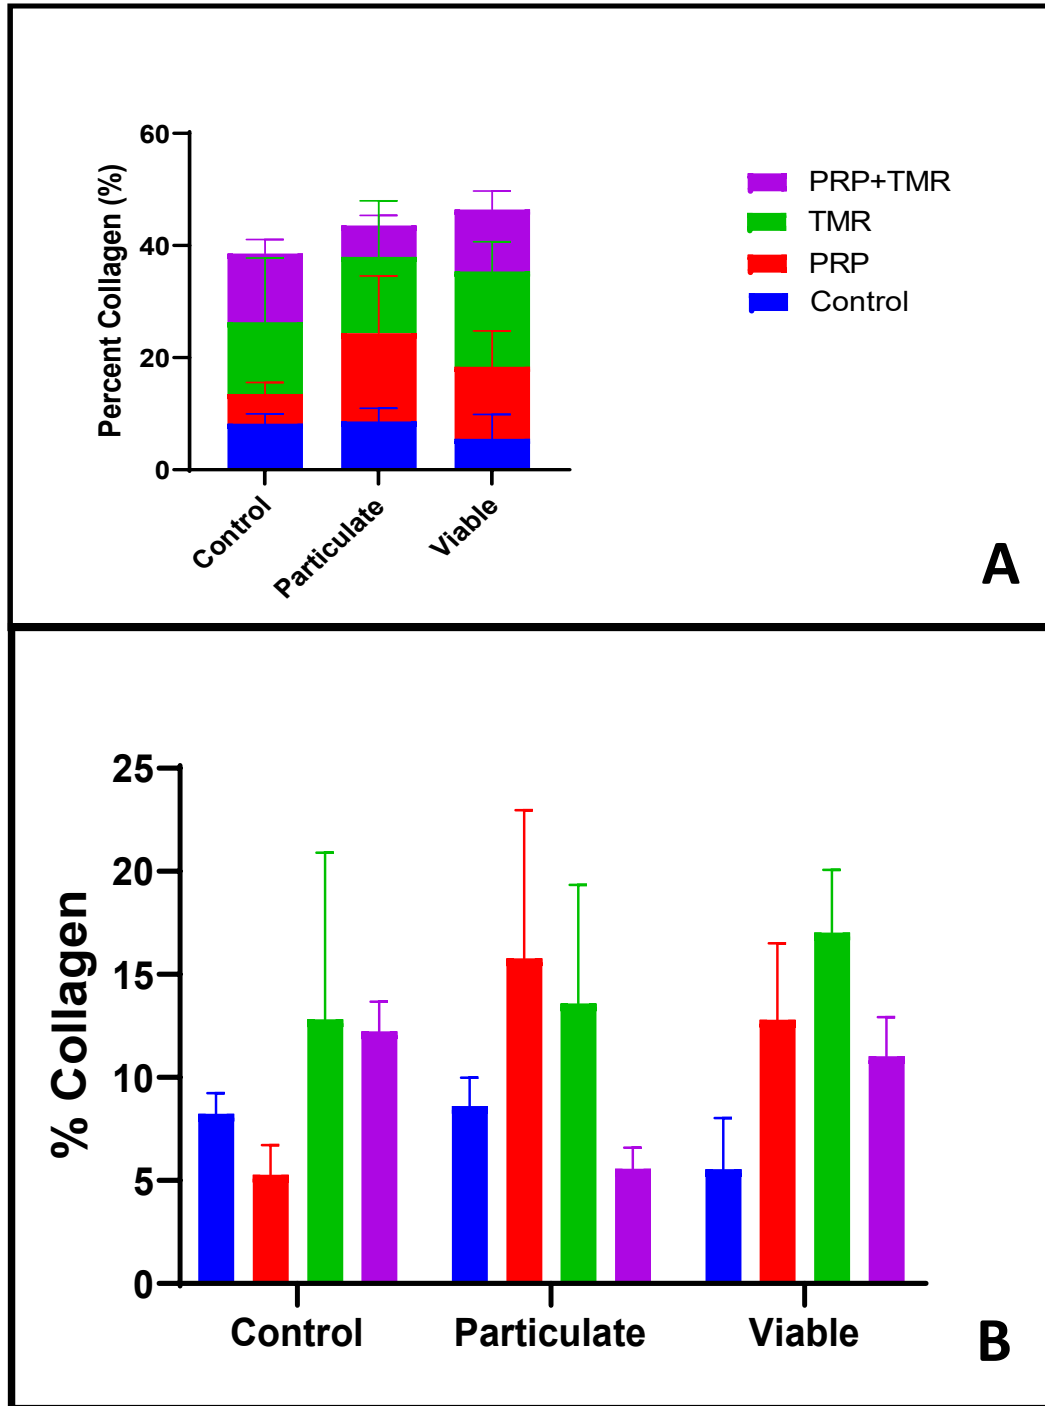 Percent Collagen (%)
60
40
20
0
Control
Particulate
Viable
PRP+TMR
TMR
PRP
Control
A
% Collagen
25
20
15
10
5
0
Control Particulate Viable
B